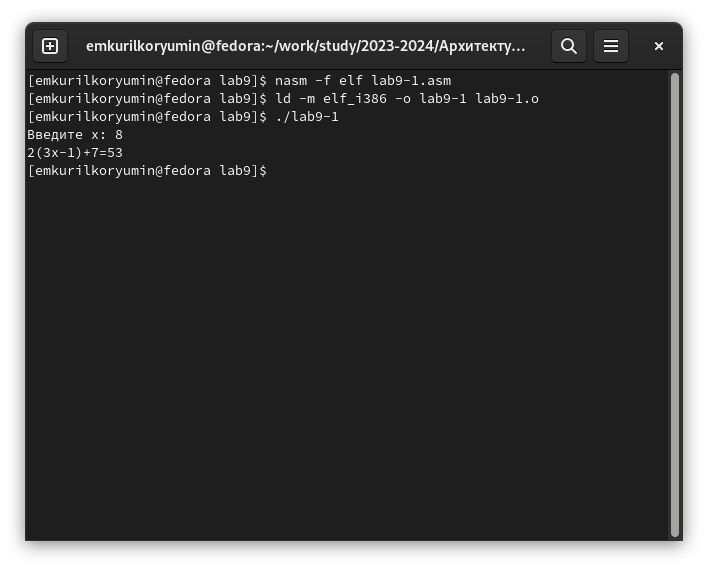 emkurilkoryumin@fedora:~/work/study/2023-2024/Архитекту...
[emkurilkoryumin@fedora lab9]$ nasm -f elf lab9-1.asm
[emkurilkoryumin@fedora lab9]$ ld -m elf_i386 -o lab9-1 lab9-1.o
[emkurilkoryumin@fedora lab9]$ ./lab9-1
Введите x: 8
2(3x-1)+7=53
[emkurilkoryumin@fedora lab9]$